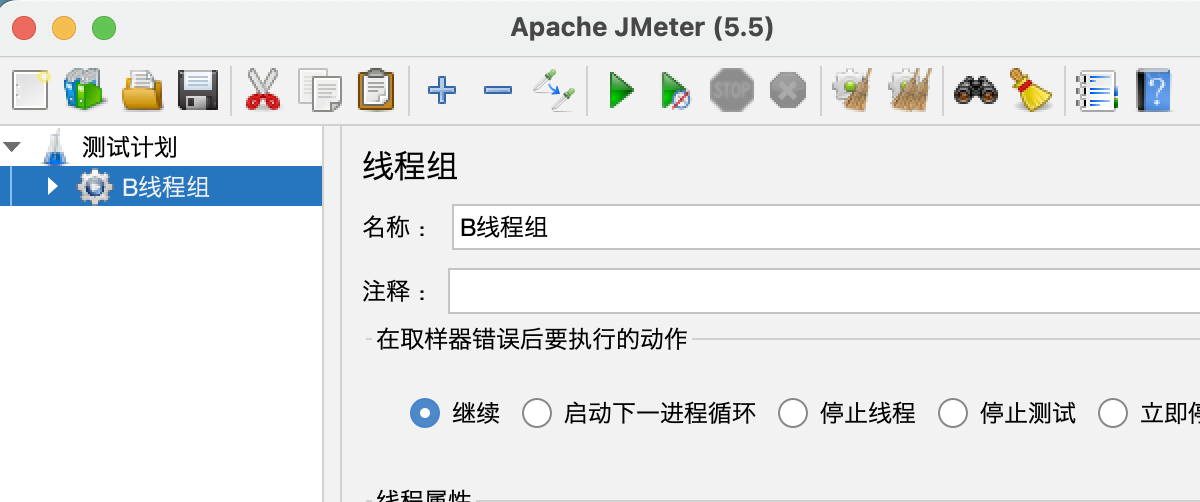 Apache JMeter (5.5)
STOP
测试计划
B线程组
线程组
名称：
B线程组
注释：
在取样器错误后要执行的动作
继续
启动下一进程循环
停止线程
停止测试
立即停
线程属性